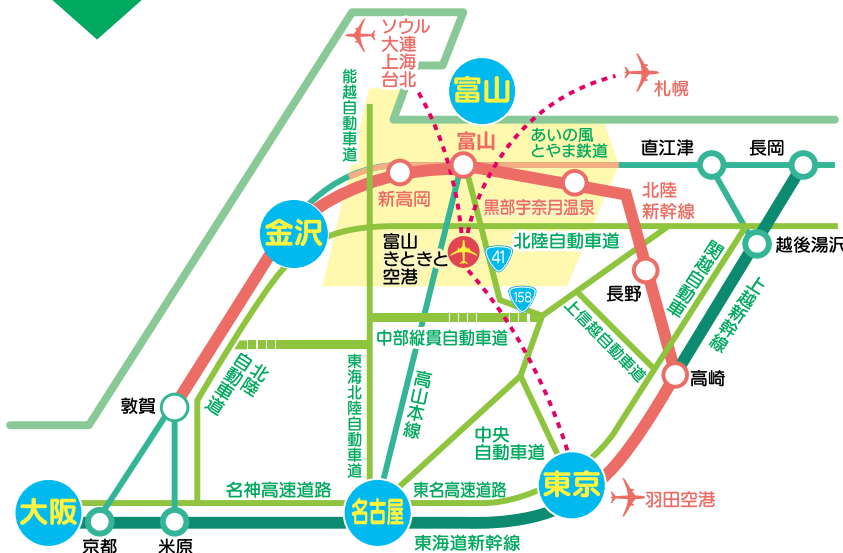 ソウル
大連
上海
台北
札幌
富山
能越自動車道
富山
あいの風
とやま鉄道
直江津
長岡
新高岡
黒部宇奈月温泉
北陸
新幹線
金沢
富山
きときと
空港
41
北陸自動車道
関越自動車
越後湯沢
158
長野
上越新幹線
中部縦貫自動車道
上信越自動車道
北陸
自動車道
東海北陸自動車道
高山本線
高崎
敦賀
中央
自動車道
大阪
名神高速道路
名古屋
東名高速道路
東京
羽田空港
京都
米原
東海道新幹線